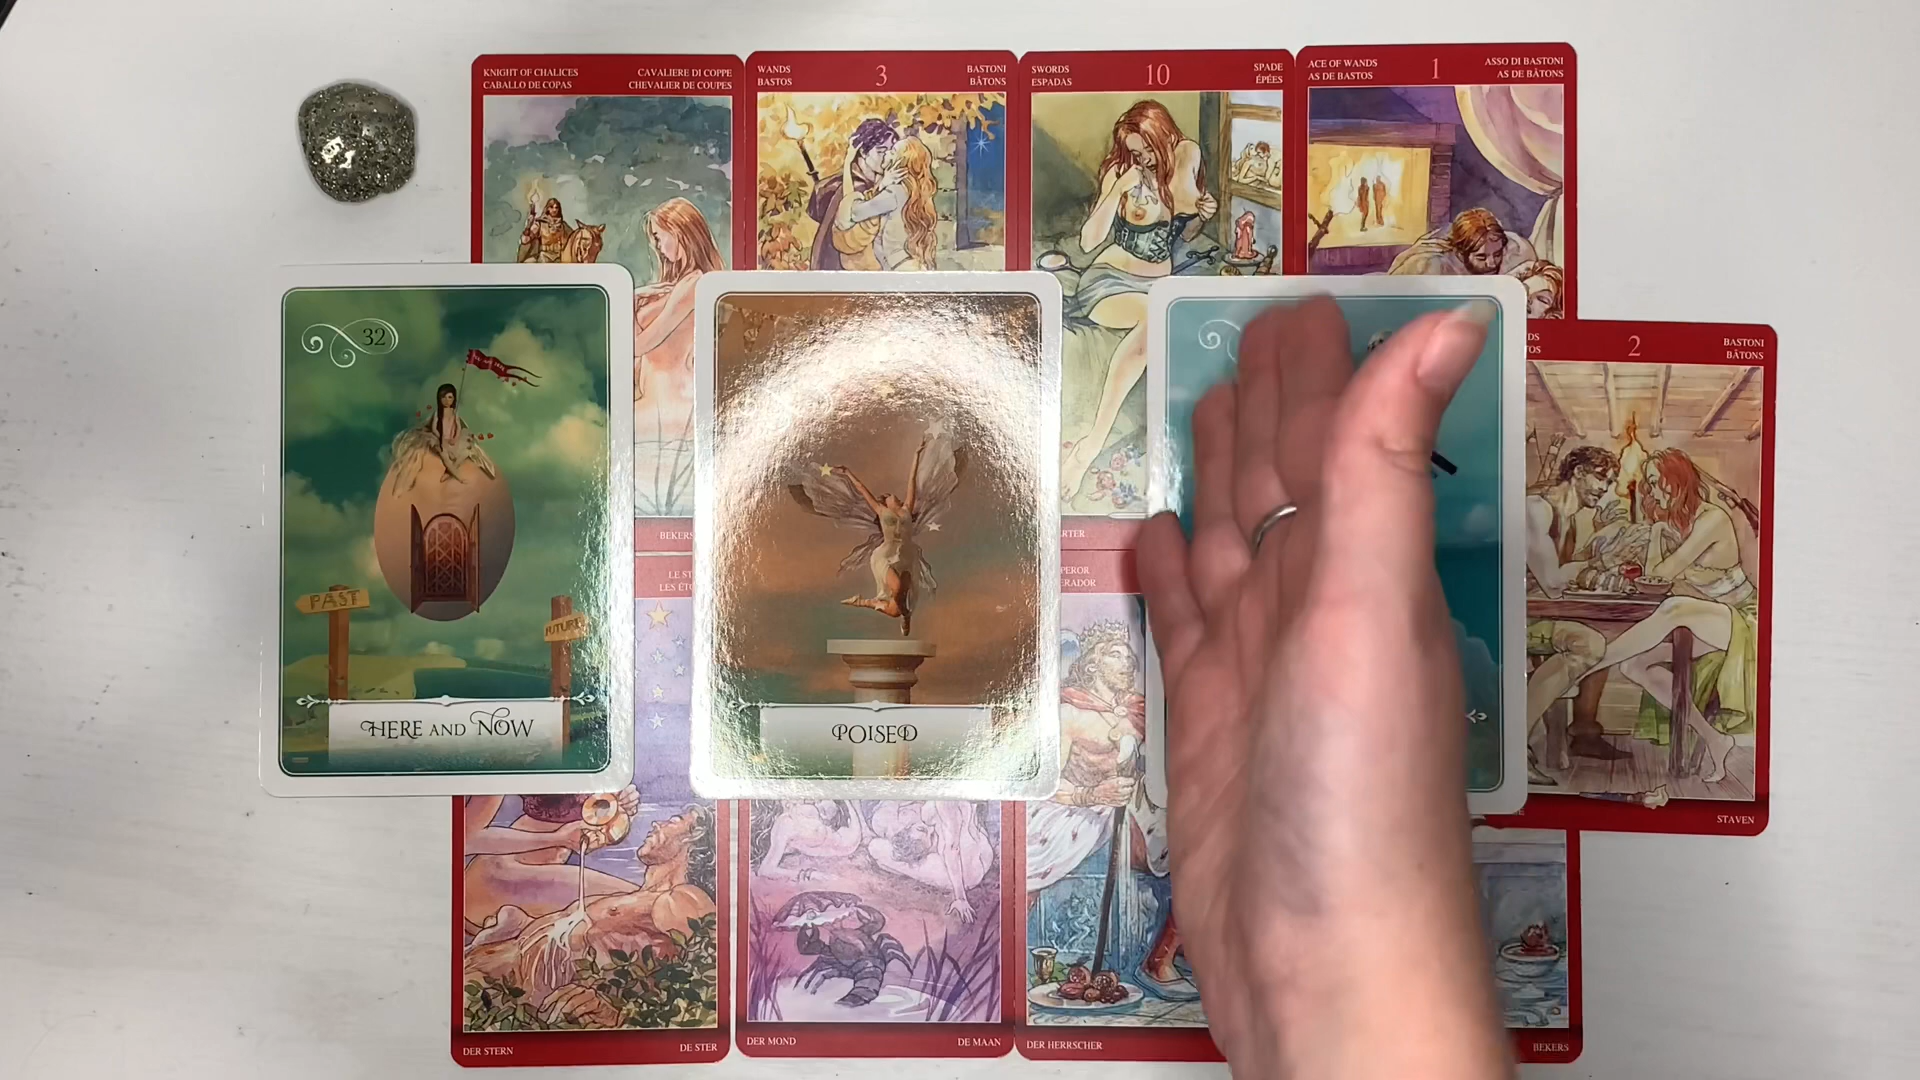 KNIGHT OF CHALICES
CABALLO DE COPAS
CAVALIERE DI COPPE
CHEVALIER DE COUPES
WANDS
BASTOS
3
BASTONI
BÂTONS
SWORDS
ESPADAS
10
SPADE
ÉPÉES
ACE OF WANDS
AS DE BASTOS
1
ASSO DI BASTONI
AS DE BÂTONS
2
BASTONI
BÂTONS
32
PAST
FUTURE
HERE AND NOW
POISED
STAVEN
DER STERN
DE STER
DER MOND
DE MAAN
DER HERRSCHER
BEKERS